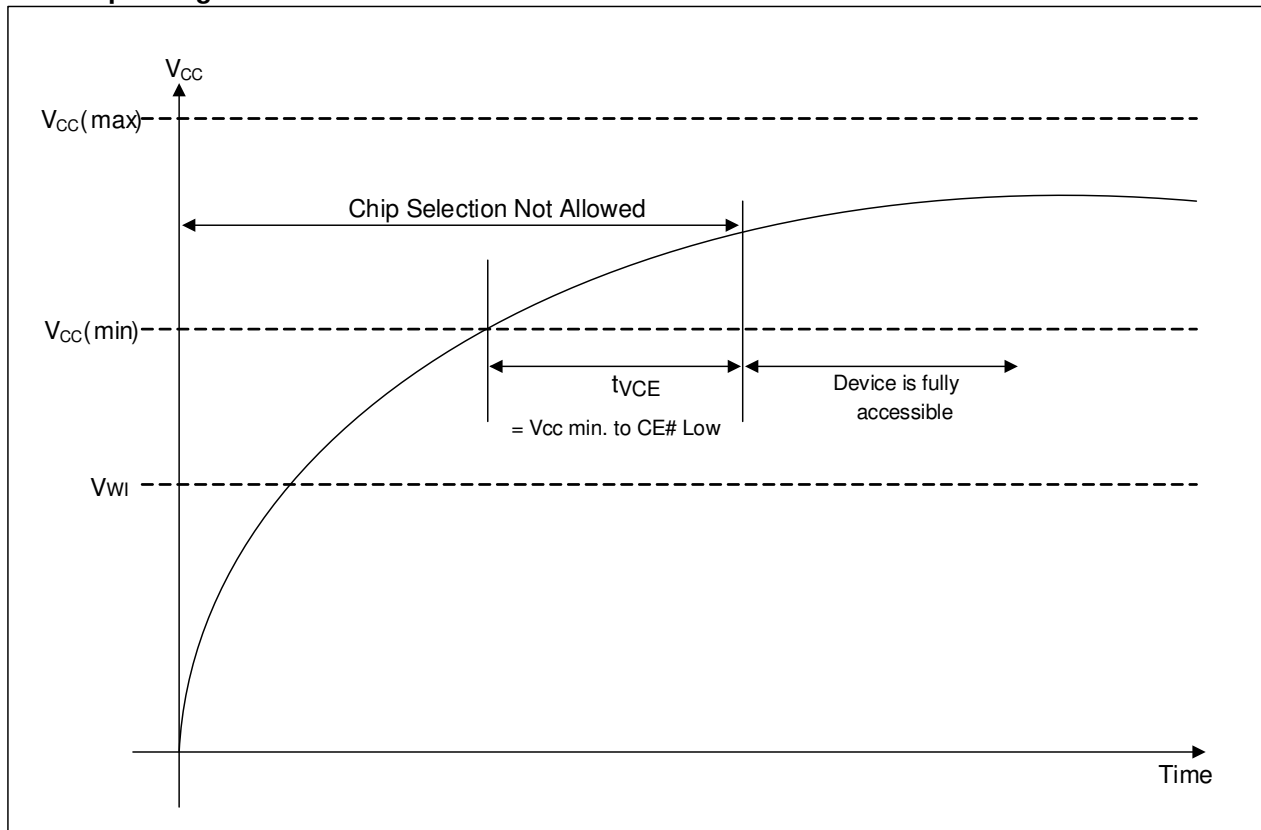 VCC
VCC(max)
Chip Selection Not Allowed
VCC(min)
tVCE
= Vcc min. to CE# Low
Device is fully
accessible
VWI
Time